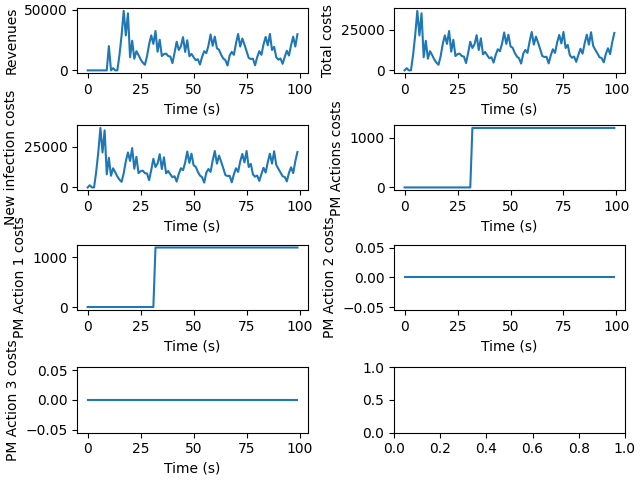 Revenues
50000
0
0 25 50 75 100
Time (s)
Total costs
25000
0
0 25 50 75 100
Time (s)
New infection costs
25000
0
0 25 50 75 100
Time (s)
PM Actions costs
1000
0
0 25 50 75 100
Time (s)
PM Action 1 costs
1000
0
0 25 50 75 100
Time (s)
PM Action 2 costs
0.05
0.00
−0.05
0 25 50 75 100
Time (s)
PM Action 3 costs
0.05
0.00
−0.05
0 25 50 75 100
Time (s)
1.0
0.5
0.0
0.0 0.2 0.4 0.6 0.8 1.0